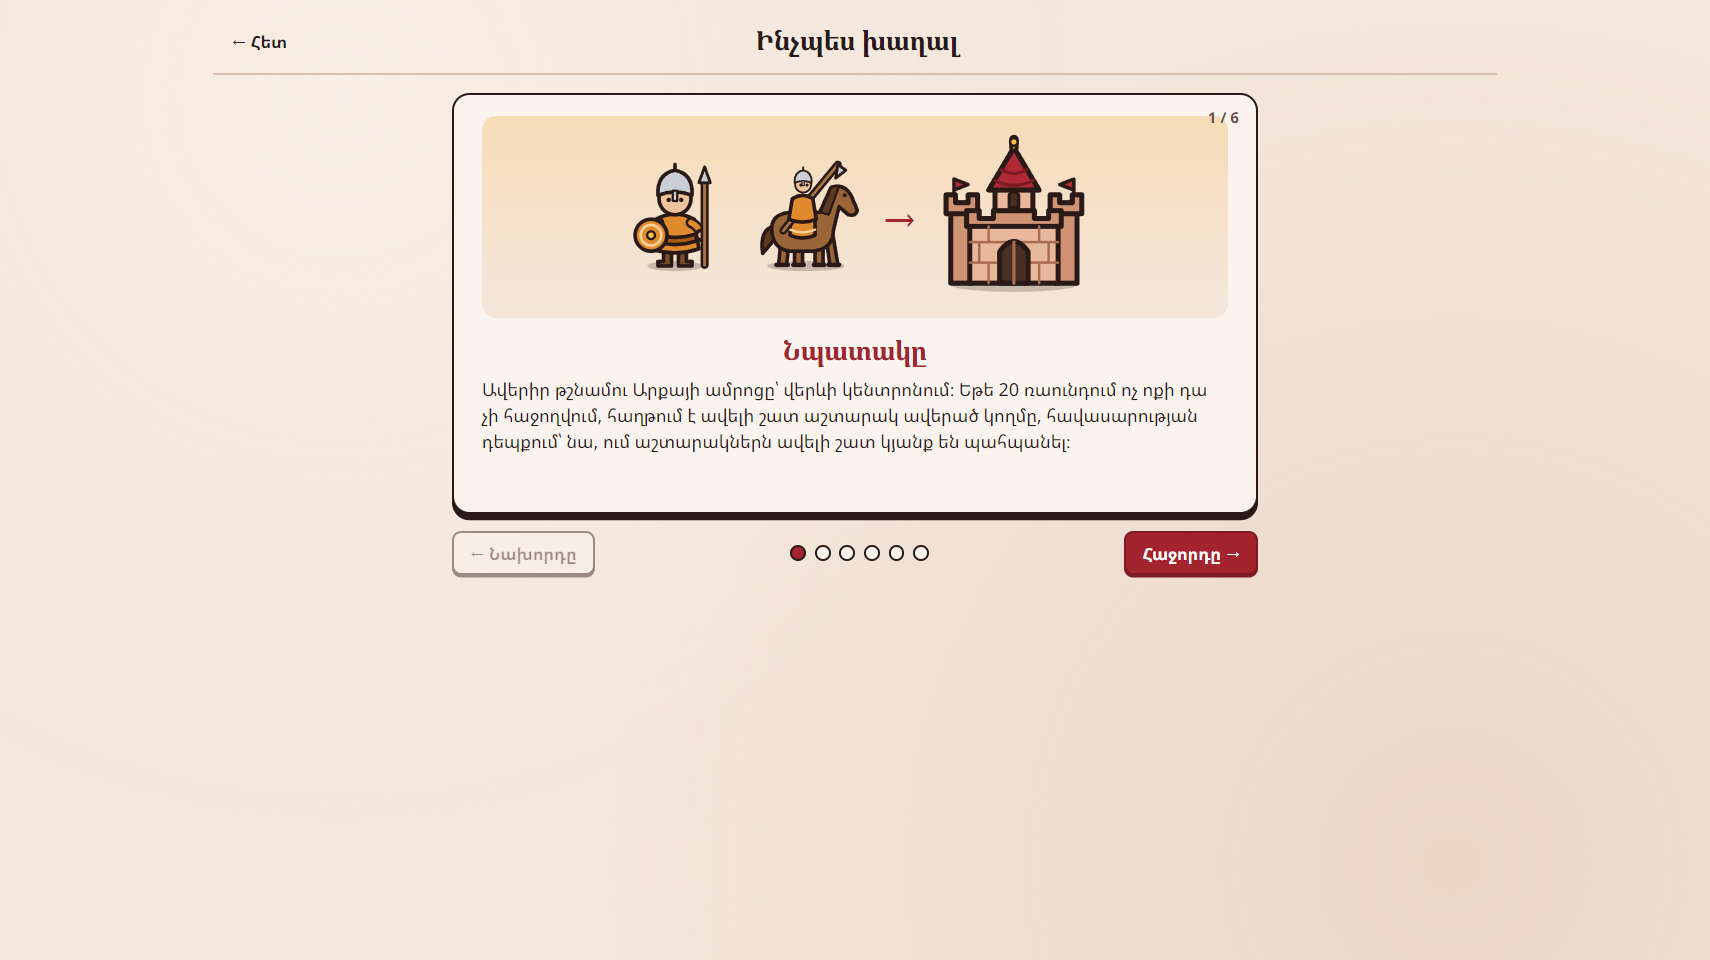 ← Հետ
Ինչպես խաղալ
1 / 6
→
Նպատակը
Ավերիր թշնամու Արքայի ամրոցը՝ վերևի կենտրոնում: Եթե 20 ռաունդում ոչ ոքի դա
չի հաջողվում, հաղթում է ավելի շատ աշտարակ ավերած կողմը, հավասարության
դեպքում՝ նա, ում աշտարակներն ավելի շատ կյանք են պահպանել:
← Նախորդը
Հաջորդը →